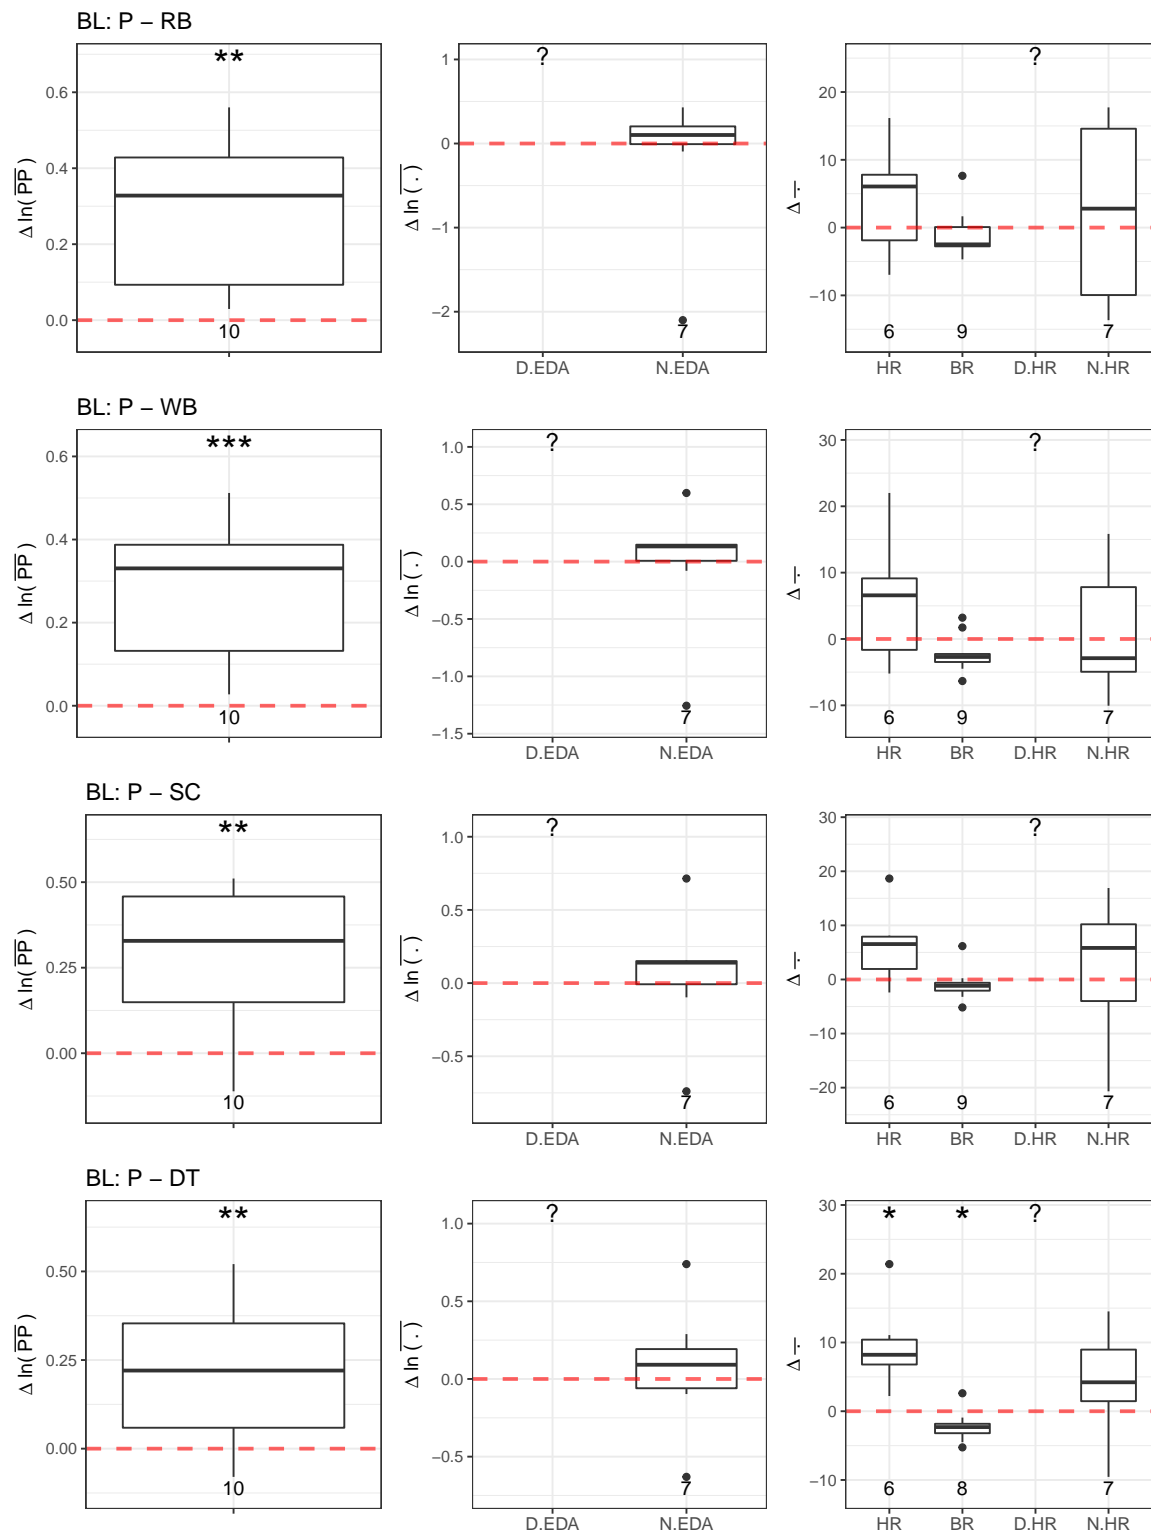 BL: P − RB
** ? ?
0.6 1 20
0.4 0 10
0.2 −1 0
0.0 −2 −10
Δ ln( PP ) Δ ln( . ) Δ .
10 7 6 9 7
D.EDA N.EDA HR BR D.HR N.HR
BL: P − WB
*** ? ?
0.6 1.0 30
0.4 0.5 20
0.2 0.0 10
0.0 −0.5 0
−1.0 −10
−1.5
Δ ln( PP ) Δ ln( . ) Δ .
10 7 6 9 7
D.EDA N.EDA HR BR D.HR N.HR
BL: P − SC
** ? ?
0.50 1.0 30
0.25 0.5 20
0.00 0.0 10
−0.5 0
−10
−20
Δ ln( PP ) Δ ln( . ) Δ .
10 7 6 9 7
D.EDA N.EDA HR BR D.HR N.HR
BL: P − DT
** ? * * ?
0.50 1.0 30
0.25 0.5 20
0.00 0.0 10
−0.5 0
−10
Δ ln( PP ) Δ ln( . ) Δ .
10 7 6 8 7
D.EDA N.EDA HR BR D.HR N.HR